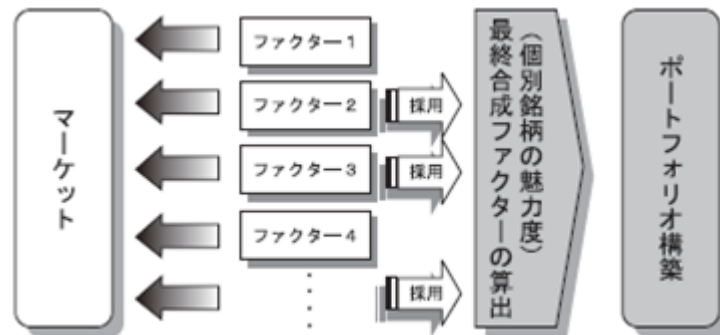 マーケット
ファクター1
ファクター2
ファクター3
ファクター4
採用
採用
採用
最終合成ファクターの算出
(個別銘柄の魅力度)
ポートフォリオ構築